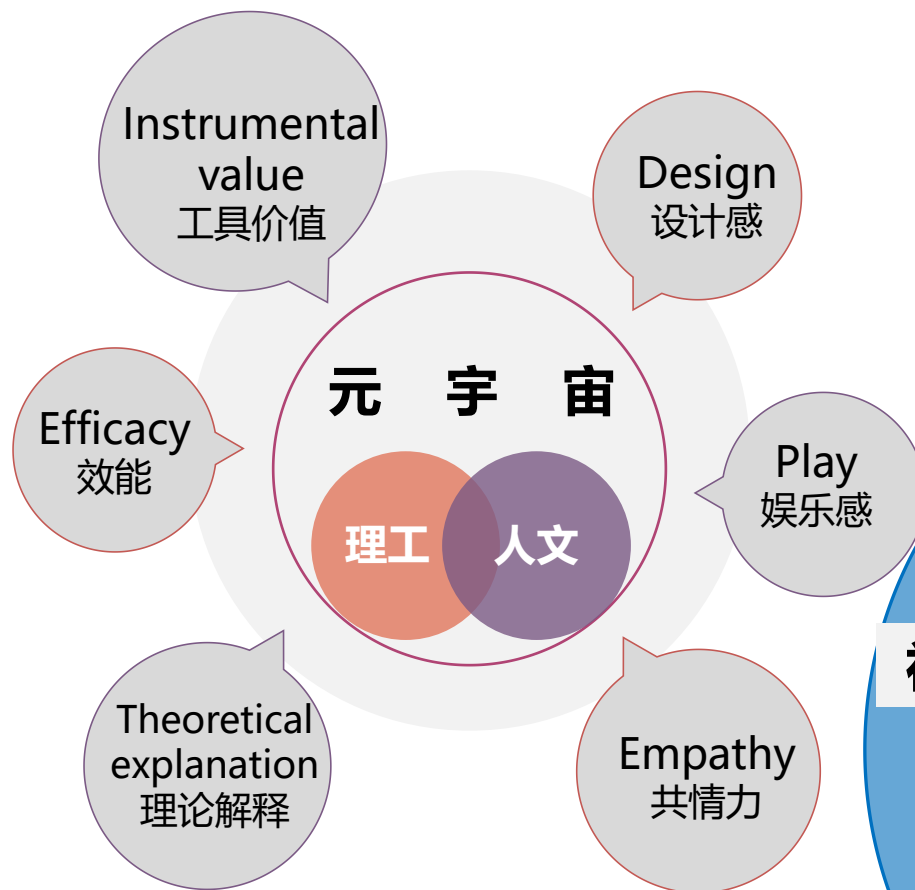 Instrumental
value
工具价值
Design
设计感
元 宇 宙
Efficacy
效能
Play
娱乐感
理工
人文
Theoretical
explanation
理论解释
Empathy
共情力